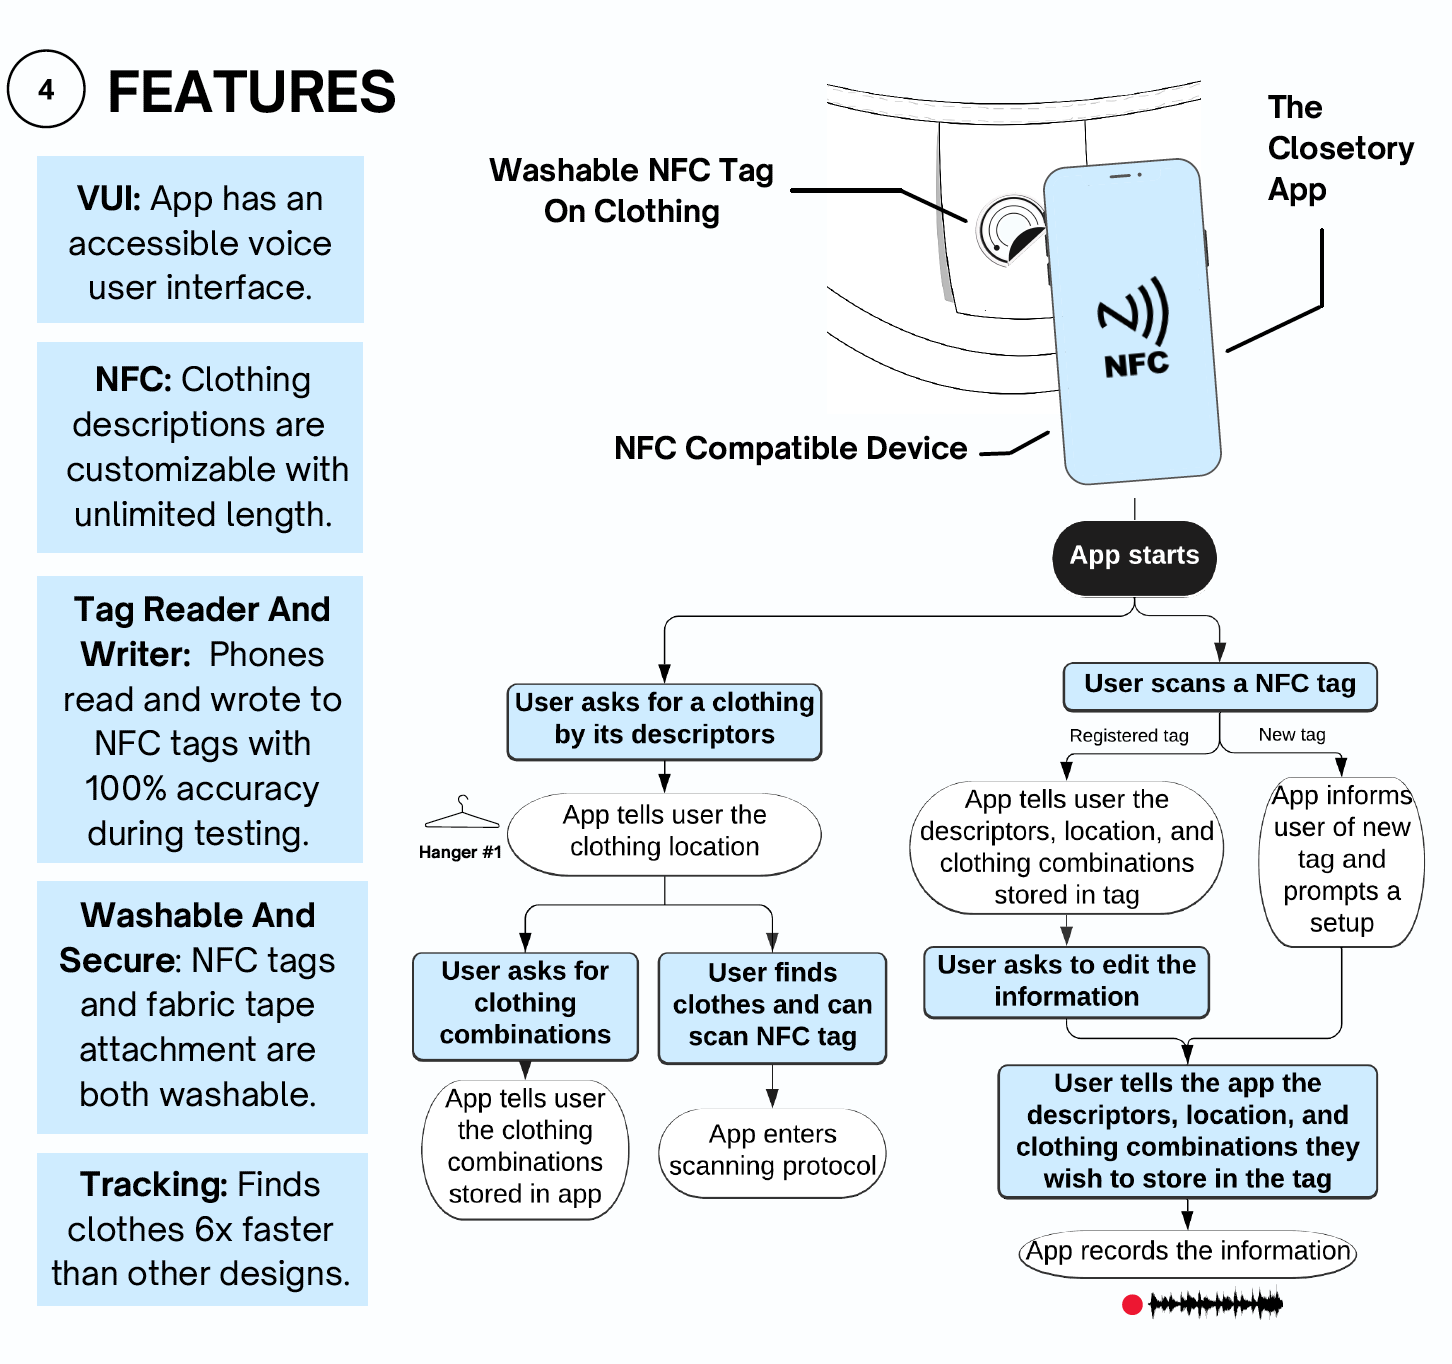 4
FEATURES
VUI: App has an
accessible voice
user interface.
NFC: Clothing
descriptions are
customizable with
unlimited length.
Tag Reader And
Writer: Phones
read and wrote to
NFC tags with
100% accuracy
during testing.
Washable And
Secure: NFC tags
and fabric tape
attachment are
both washable.
Tracking: Finds
clothes 6x faster
than other designs.
Washable NFC Tag
On Clothing
The
Closetory
App
NFC
NFC Compatible Device
App starts
User asks for a clothing
by its descriptors
App tells user the
clothing location
Hanger #1
User asks for
clothing
combinations
App tells user
the clothing
combinations
stored in app
User finds
clothes and can
scan NFC tag
App enters
scanning protocol
User scans a NFC tag
Registered tag
New tag
App tells user the
descriptors, location, and
clothing combinations
stored in tag
App informs
user of new
tag and
prompts a
setup
User asks to edit the
information
User tells the app the
descriptors, location, and
clothing combinations they
wish to store in the tag
App records the information